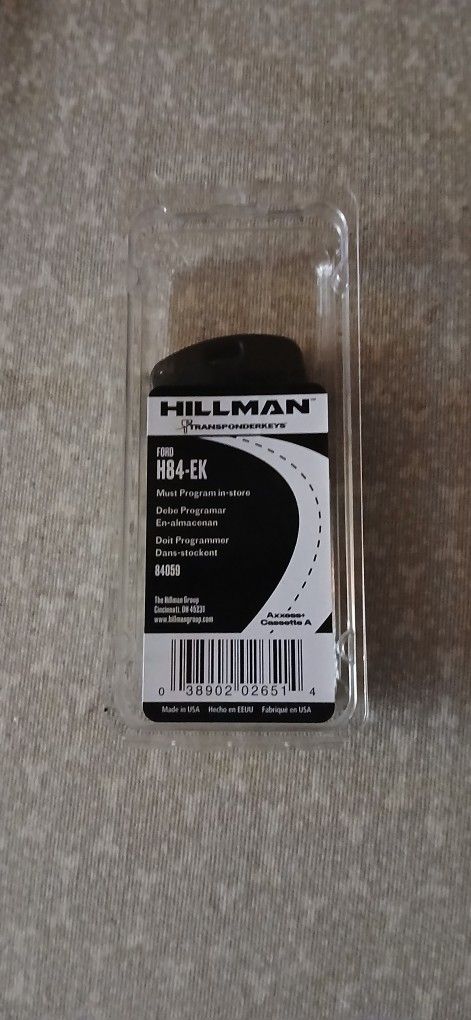 HILLMAN™
TRANSPONDERKEYS
FORD
H84-EK
Must Program in-store
Debe Programar
En-almacenan
Doit Programmer
Dans-stockent
84059
The Hillman Group
Cincinnati, OH 45231
www.hillmangroup.com
Axxess+
Cassette A
0 38902 02651 4
Made in USA Hecho en EEUU Fabriqué en USA